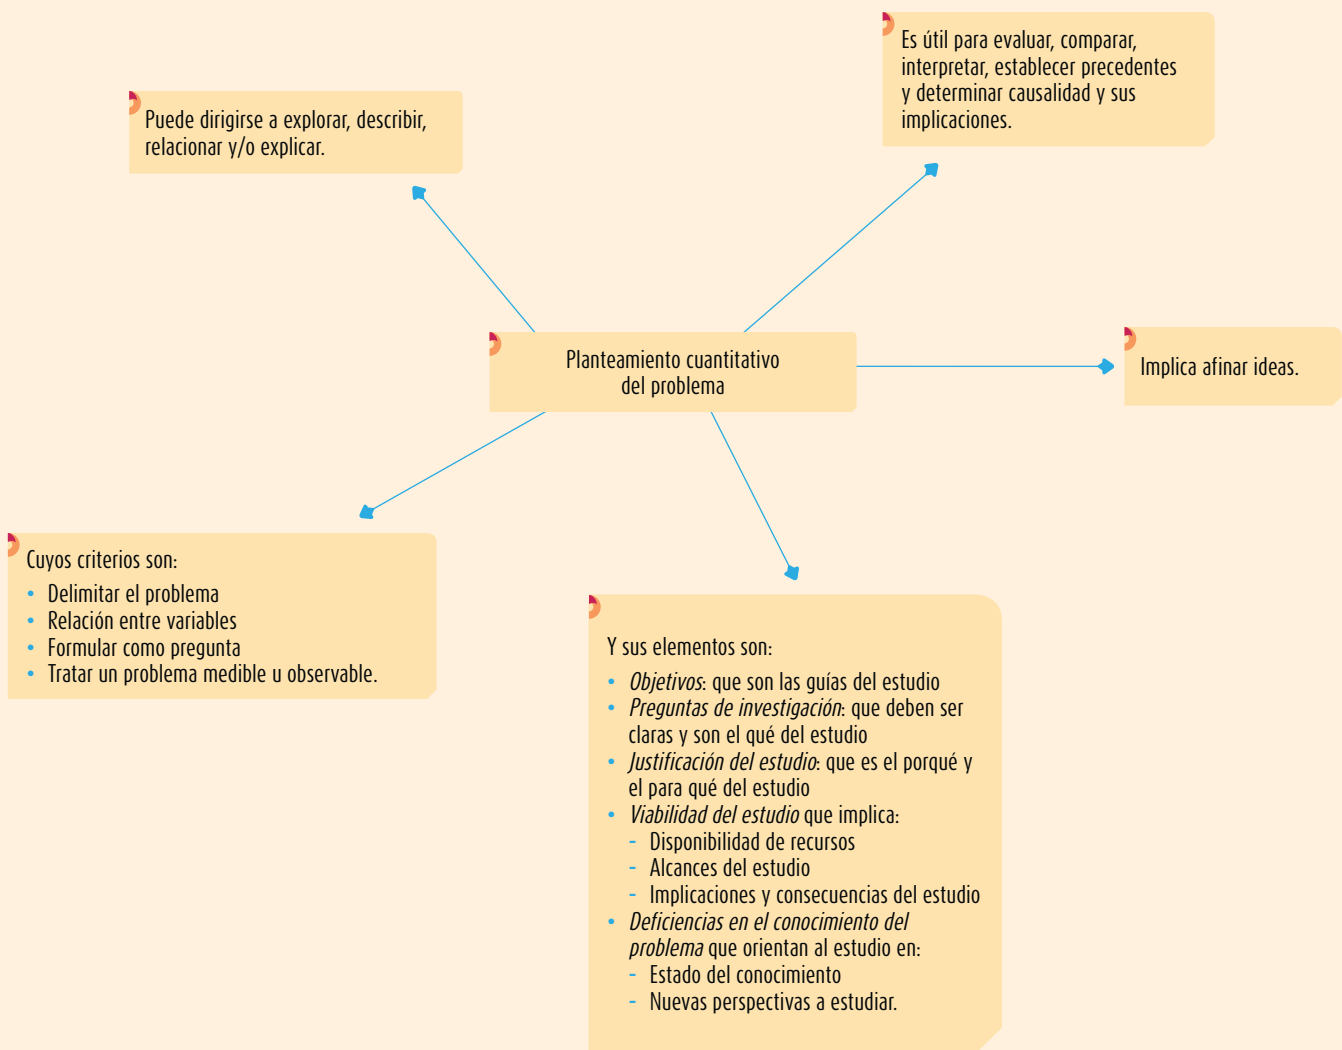 Es útil para evaluar, comparar,
interpretar, establecer precedentes
y determinar causalidad y sus
implicaciones.
Puede dirigirse a explorar, describir,
relacionar y/o explicar.
Planteamiento cuantitativo
del problema
Implica afinar ideas.
Cuyos criterios son:
• Delimitar el problema
• Relación entre variables
• Formular como pregunta
• Tratar un problema medible u observable.
Y sus elementos son:
• Objetivos: que son las guías del estudio
• Preguntas de investigación: que deben ser
claras y son el qué del estudio
• Justificación del estudio: que es el porqué y
el para qué del estudio
• Viabilidad del estudio que implica:
- Disponibilidad de recursos
- Alcances del estudio
- Implicaciones y consecuencias del estudio
• Deficiencias en el conocimiento del
problema que orientan al estudio en:
- Estado del conocimiento
- Nuevas perspectivas a estudiar.